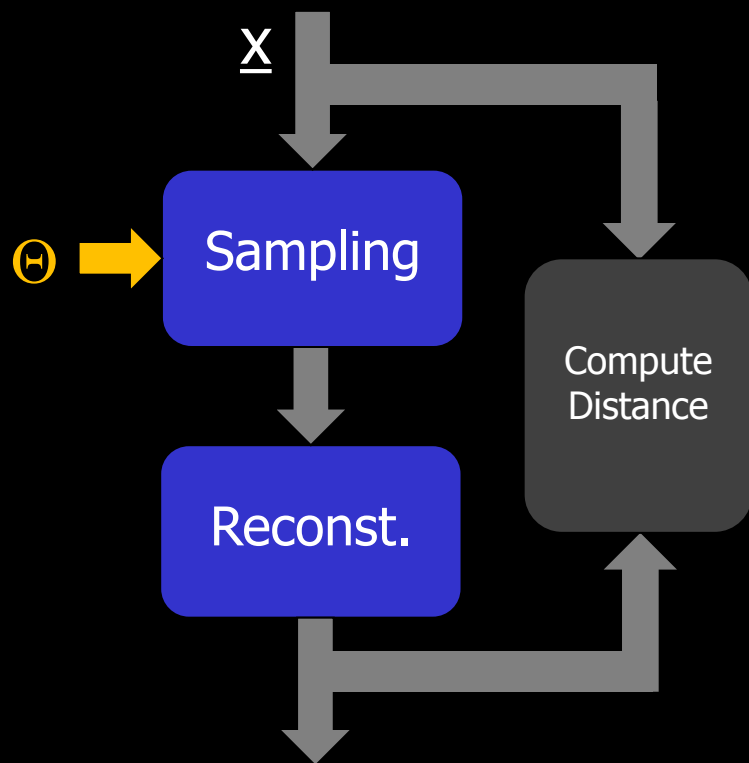 x
Θ
Sampling
Compute
Distance
Reconst.